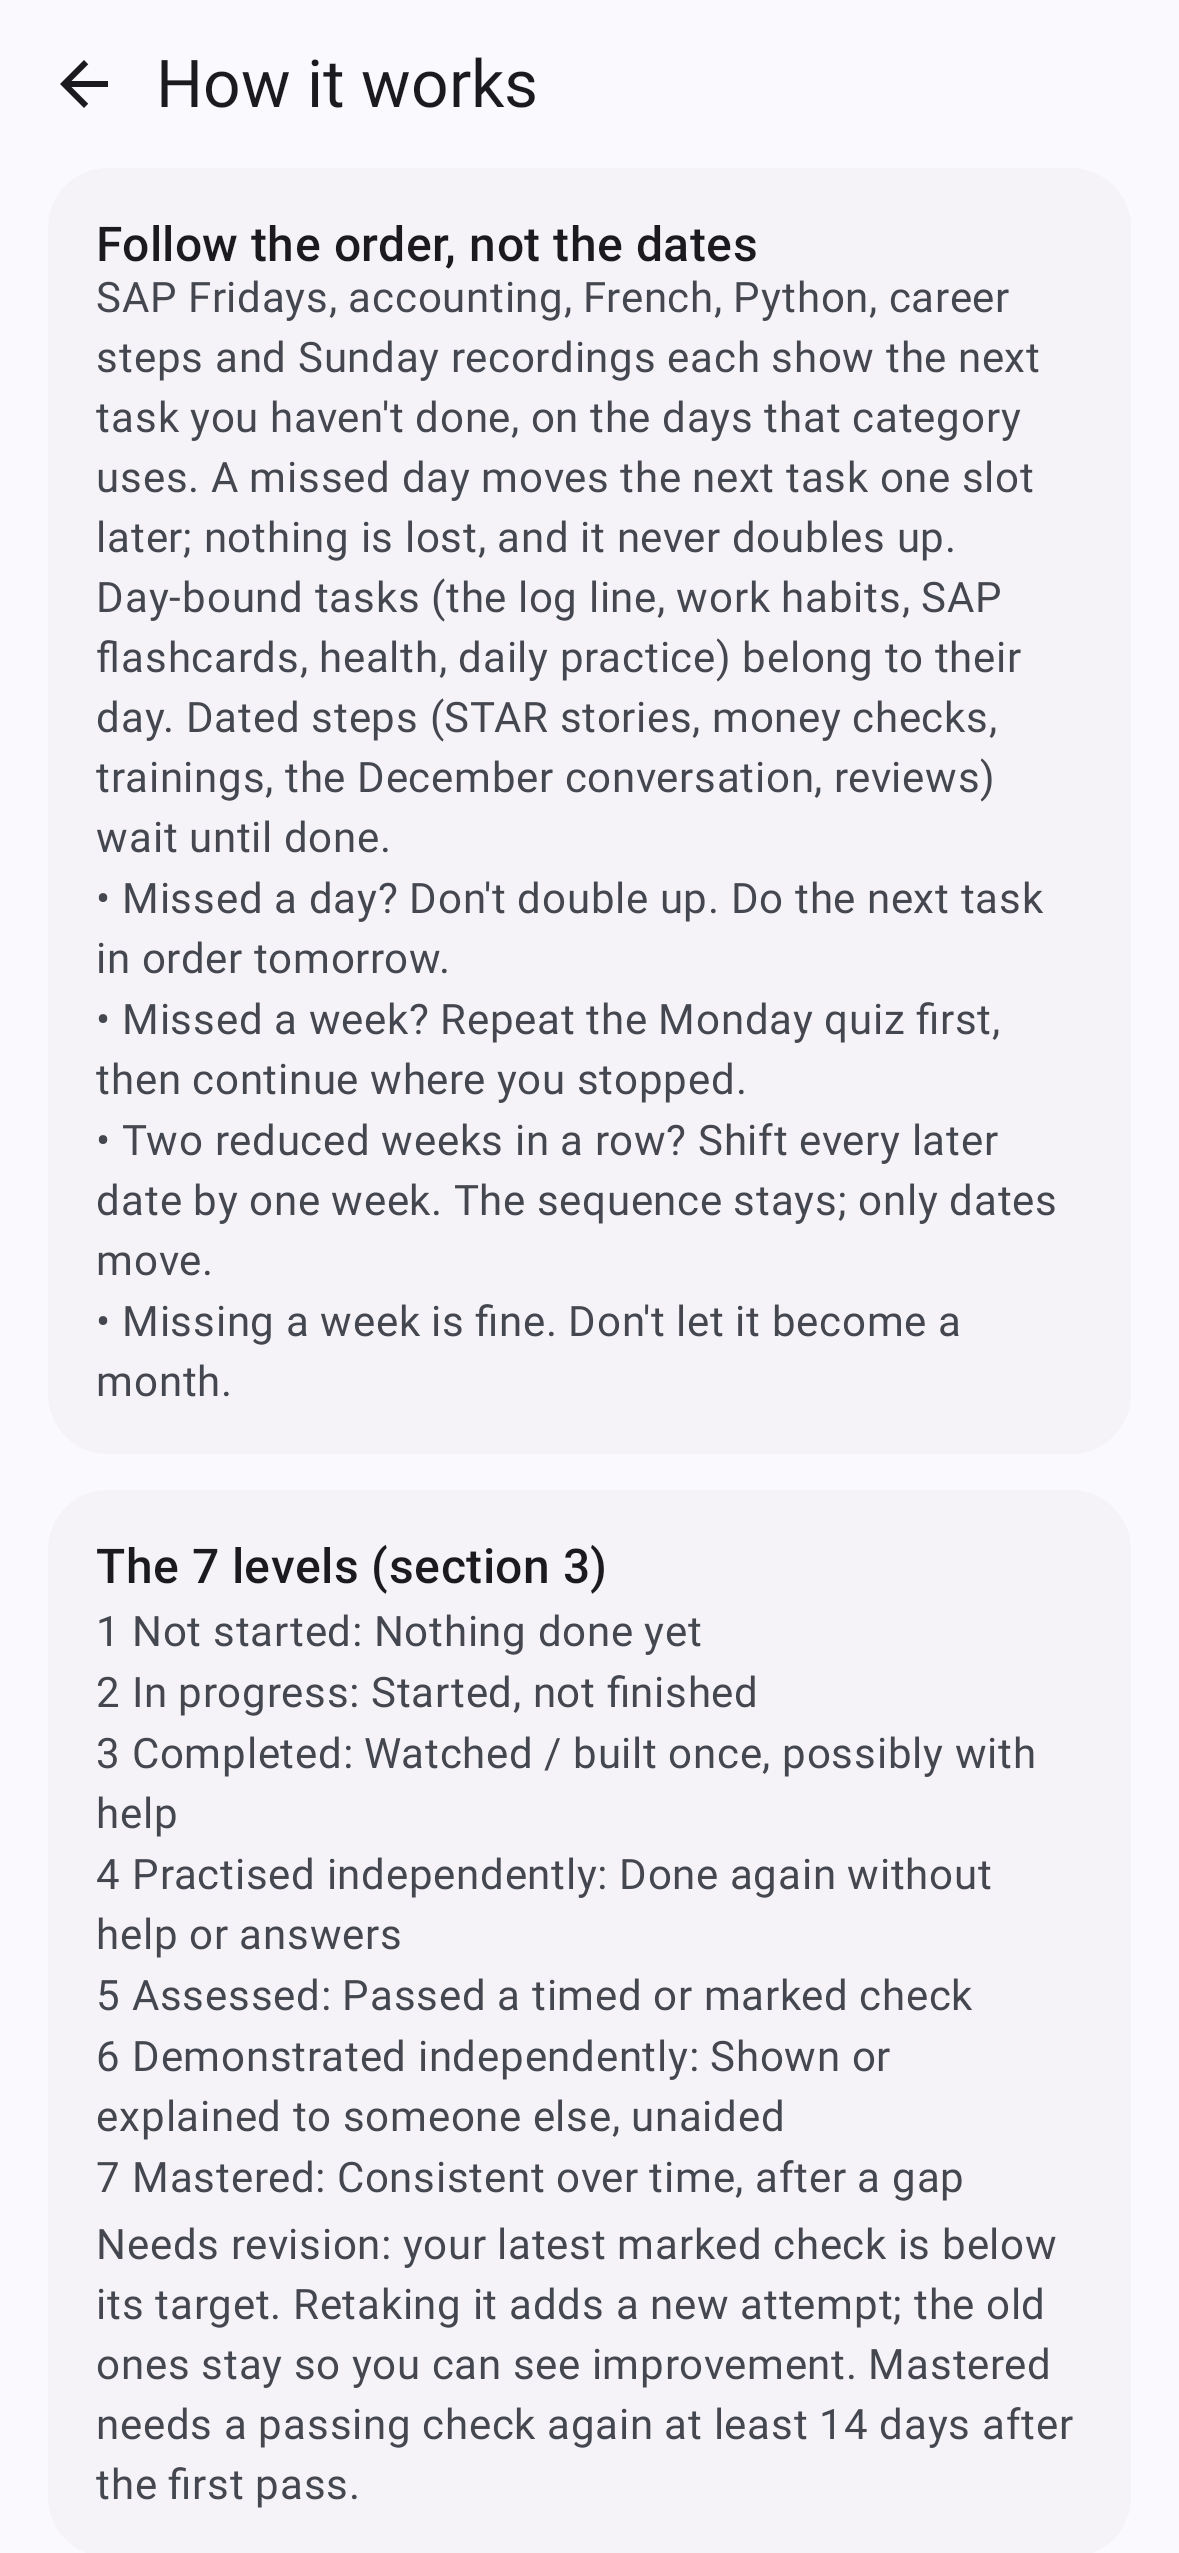 How it works
Follow the order, not the dates
SAP Fridays, accounting, French, Python, career
steps and Sunday recordings each show the next
task you haven't done, on the days that category
uses. A missed day moves the next task one slot
later; nothing is lost, and it never doubles up.
Day-bound tasks (the log line, work habits, SAP
flashcards, health, daily practice) belong to their
day. Dated steps (STAR stories, money checks,
trainings, the December conversation, reviews)
wait until done.
• Missed a day? Don't double up. Do the next task
in order tomorrow.
• Missed a week? Repeat the Monday quiz first,
then continue where you stopped.
• Two reduced weeks in a row? Shift every later
date by one week. The sequence stays; only dates
move.
• Missing a week is fine. Don't let it become a
month.
The 7 levels (section 3)
1 Not started: Nothing done yet
2 In progress: Started, not finished
3 Completed: Watched / built once, possibly with
help
4 Practised independently: Done again without
help or answers
5 Assessed: Passed a timed or marked check
6 Demonstrated independently: Shown or
explained to someone else, unaided
7 Mastered: Consistent over time, after a gap
Needs revision: your latest marked check is below
its target. Retaking it adds a new attempt; the old
ones stay so you can see improvement. Mastered
needs a passing check again at least 14 days after
the first pass.